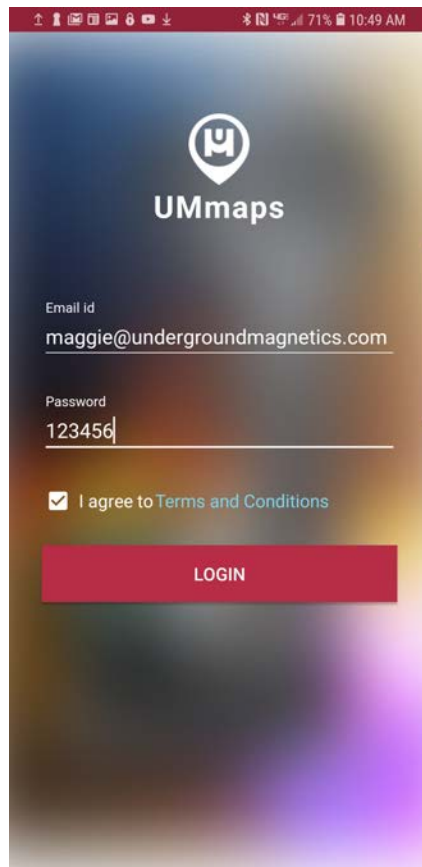 71% 10:49 AM
UMmaps
Email id
maggie@undergroundmagnetics.com
Password
123456
I agree to Terms and Conditions
LOGIN